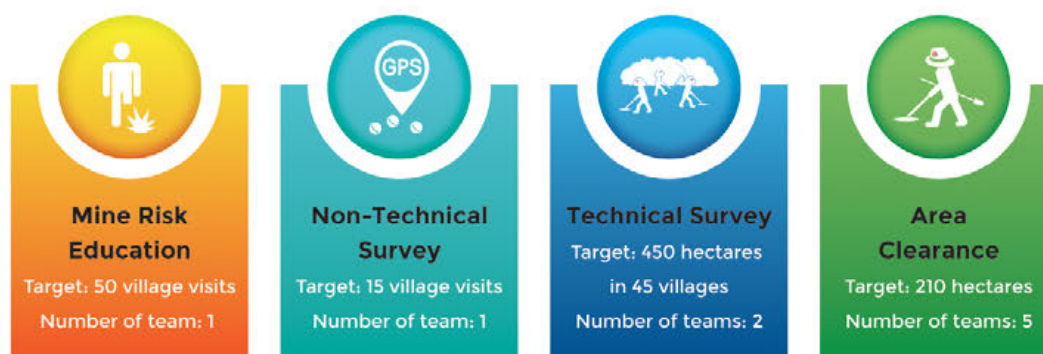 Mine Risk
Education
Target: 50 village visits
Number of team: 1
GPS
Non-Technical
Survey
Target: 15 village visits
Number of team: 1
Technical Survey
Target: 450 hectares
in 45 villages
Number of teams: 2
Area
Clearance
Target: 210 hectares
Number of teams: 5